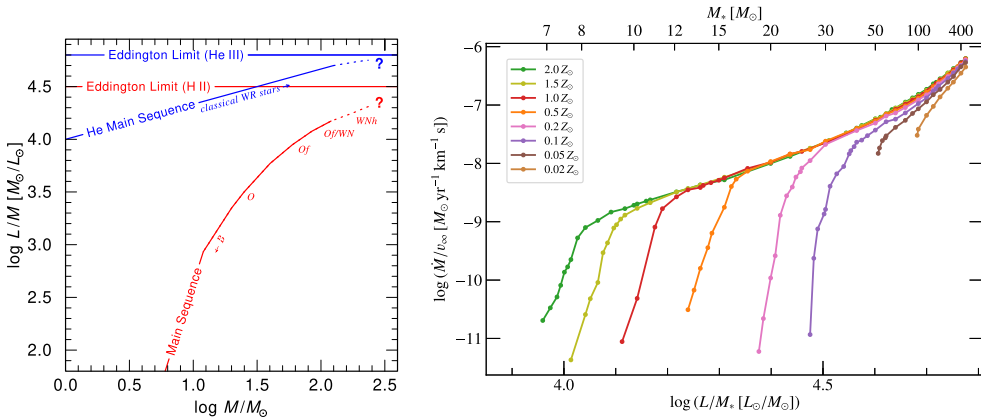 Eddington Limit (He III)
4.5
Eddington Limit (H II)
?
classical WR stars
He Main Sequence
4.0
?
WNh
Of/WN
Of
3.5
O
3.0
← B
2.5
Main Sequence
2.0
0.0 0.5 1.0 1.5 2.0 2.5
log M/M⊙
log L/M [M⊙/L⊙]
M* [M⊙]
7 8 10 12 15 20 30 50 100 400
−6
−7
−8
−9
−10
−11
2.0 Z⊙
1.5 Z⊙
1.0 Z⊙
0.5 Z⊙
0.2 Z⊙
0.1 Z⊙
0.05 Z⊙
0.02 Z⊙
log (Ṁ/v∞ [M⊙ yr⁻¹ km⁻¹ s])
4.0 4.5
log (L/M* [L⊙/M⊙])